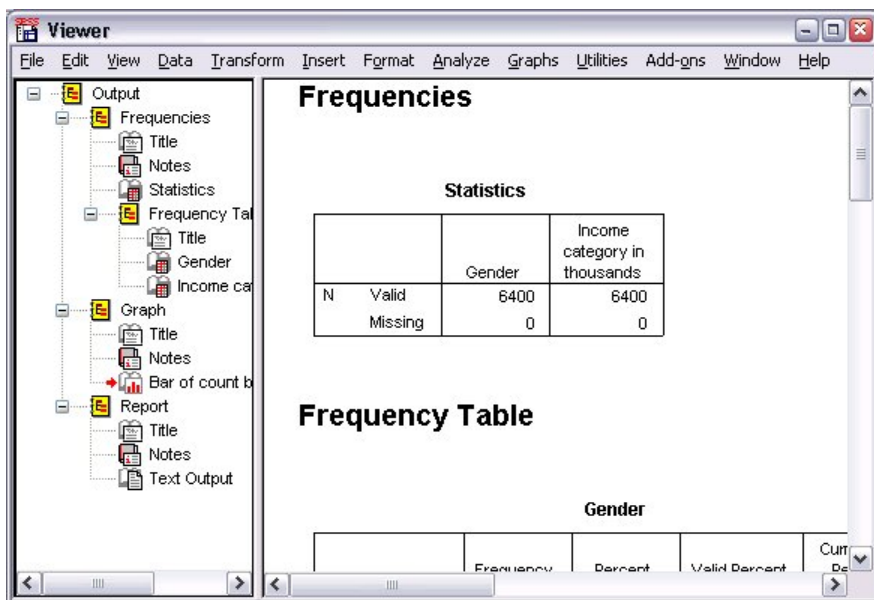 SPSS
Viewer
File Edit View Data Transform Insert Format Analyze Graphs Utilities Add-ons Window Help
Output
Frequencies
Title
Notes
Statistics
Frequency Tal
Title
Gender
Income ca
Graph
Title
Notes
Bar of count b
Report
Title
Notes
Text Output
Frequencies
Statistics
Gender Income category in thousands
N Valid 6400 6400
Missing 0 0
Frequency Table
Gender
Frequency Percent Valid Percent